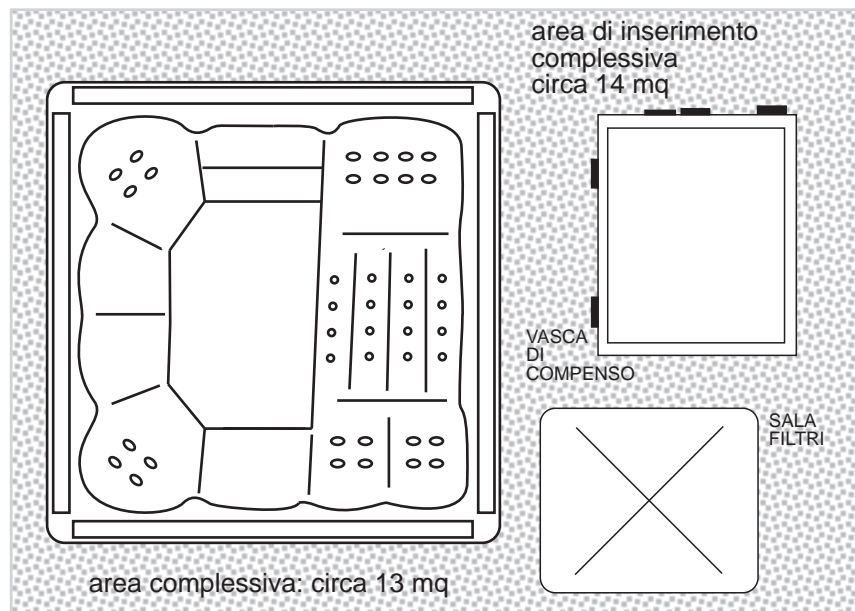 area di inserimento
complessiva
circa 14 mq
VASCA
DI
COMPENSO
SALA
FILTRI
area complessiva: circa 13 mq